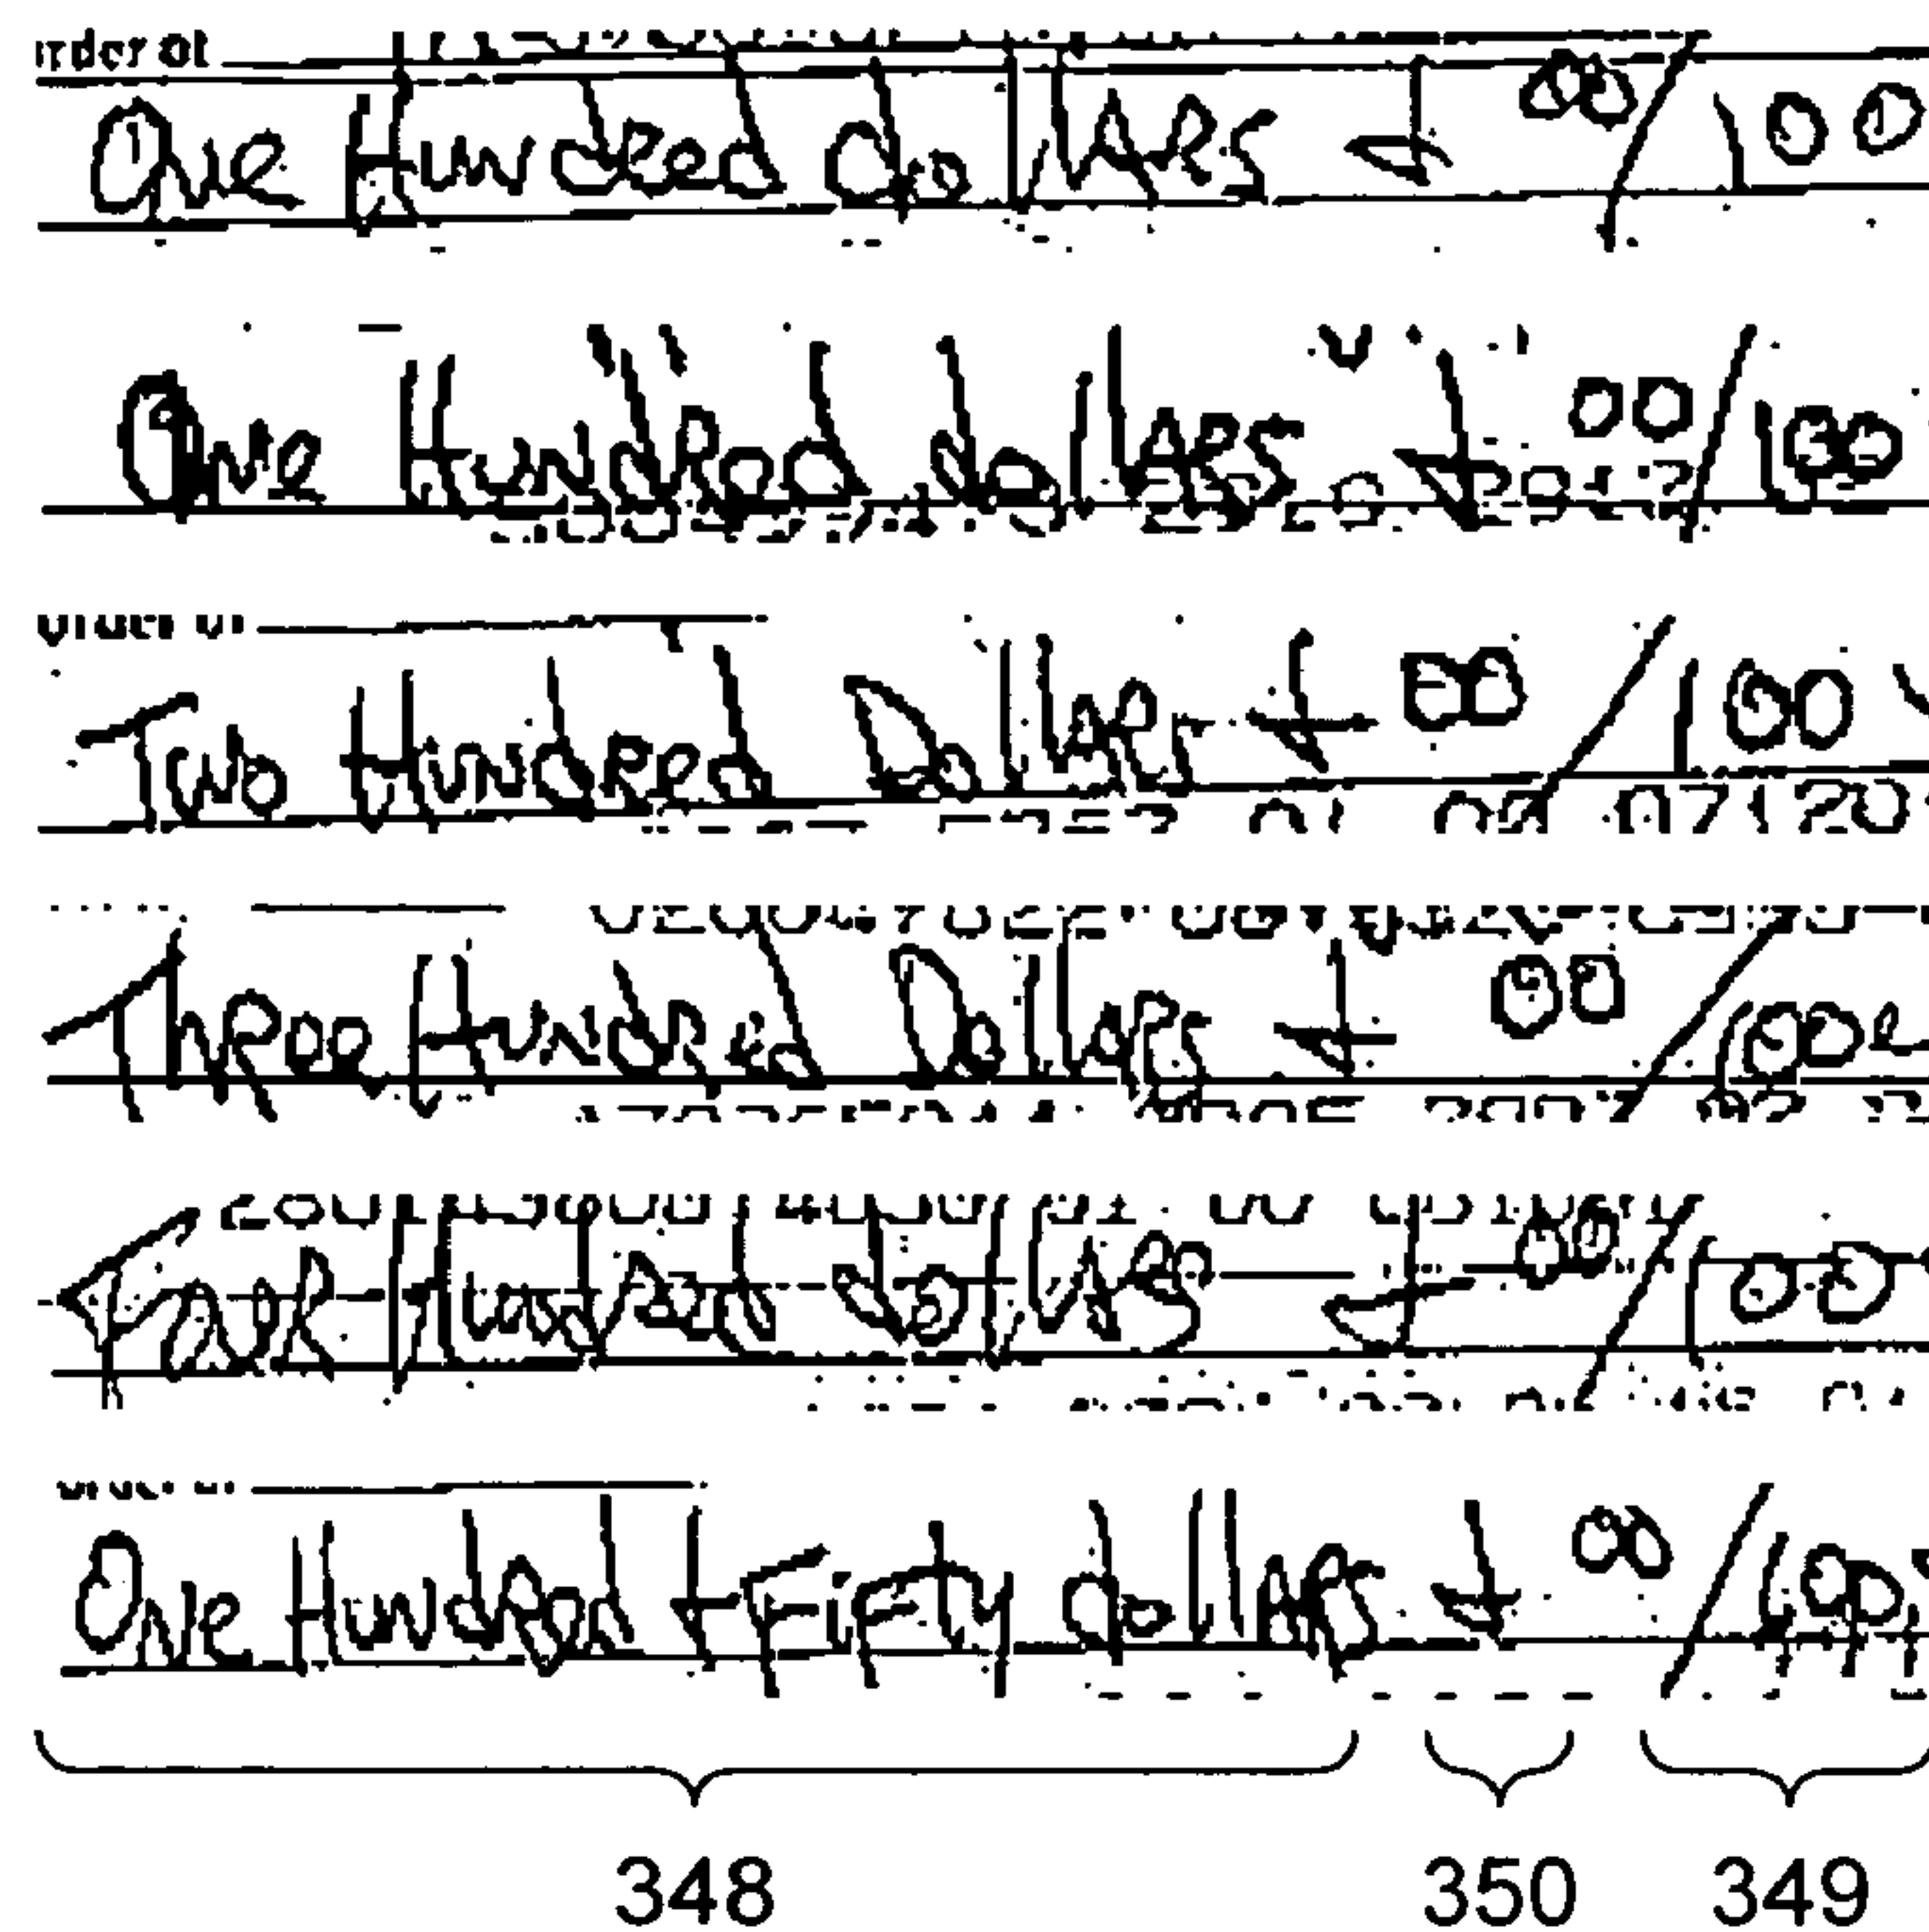 One Hundred dollars + 00/100
One Hundred dollars + 00/100
Two Hundred Dollars + 00/100
Three Hundred Dollars + 00/100
Hundred dollars + 00/100
One Hundred + Fifty dollars + 00/100
348 350 349